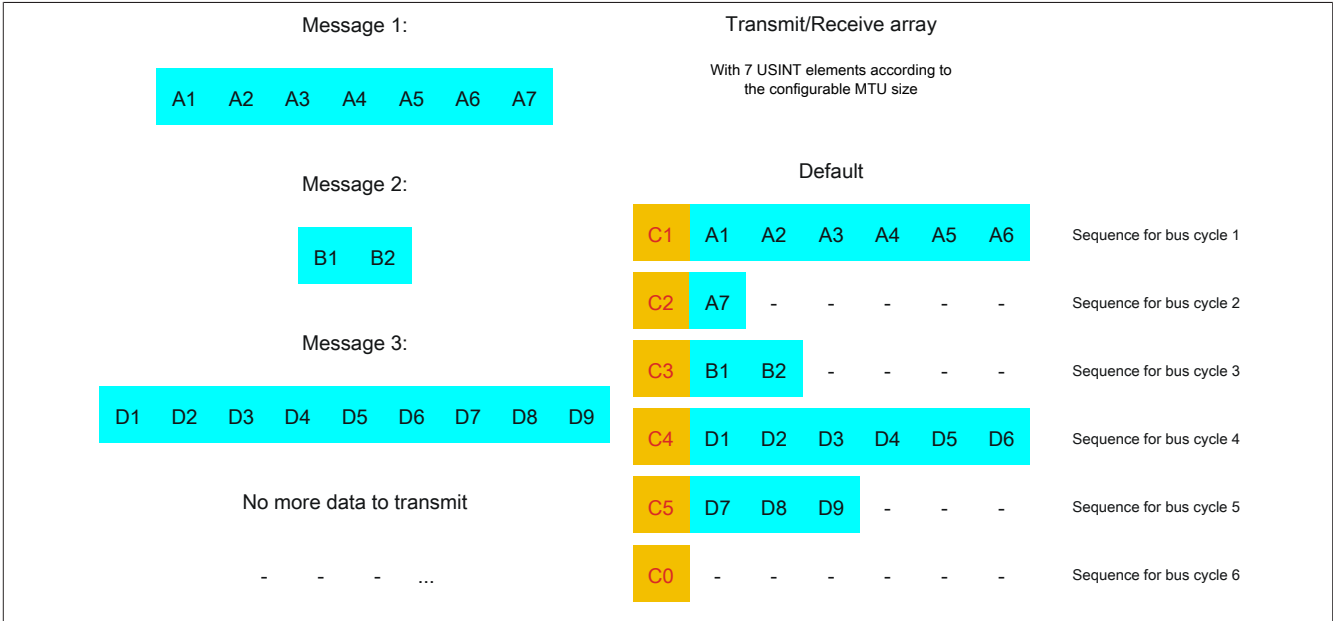 Message 1:
A1 A2 A3 A4 A5 A6 A7
Message 2:
B1 B2
Message 3:
D1 D2 D3 D4 D5 D6 D7 D8 D9
No more data to transmit
- - - ...
Transmit/Receive array
With 7 USINT elements according to
the configurable MTU size
Default
C1 A1 A2 A3 A4 A5 A6 Sequence for bus cycle 1
C2 A7 - - - - - Sequence for bus cycle 2
C3 B1 B2 - - - - Sequence for bus cycle 3
C4 D1 D2 D3 D4 D5 D6 Sequence for bus cycle 4
C5 D7 D8 D9 - - - Sequence for bus cycle 5
C0 - - - - - - Sequence for bus cycle 6